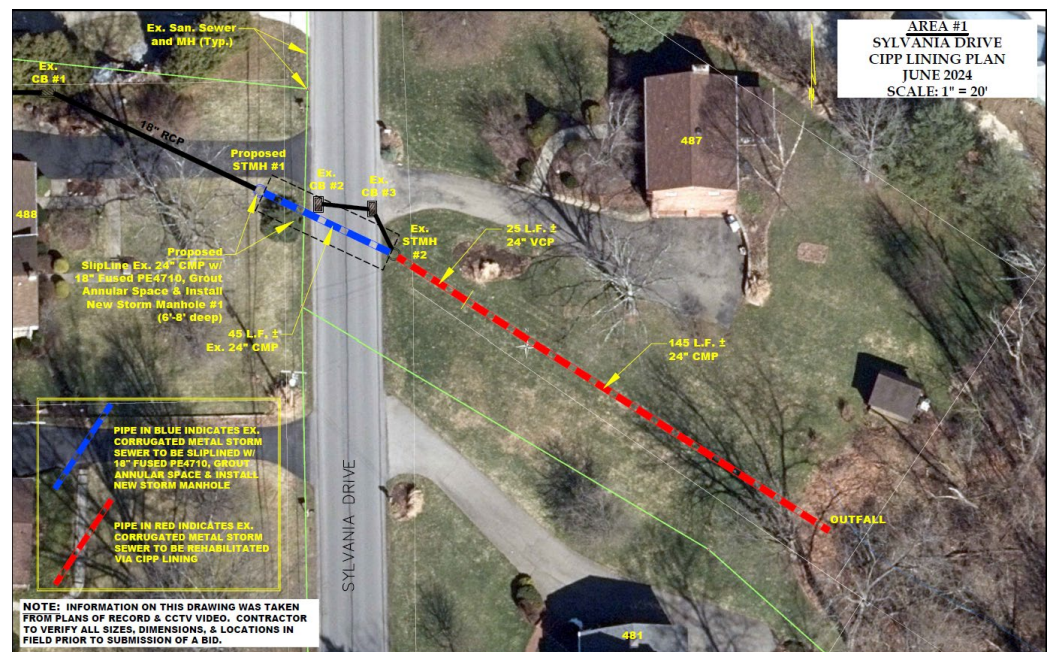 AREA #1
SYLVANIA DRIVE
CIPP LINING PLAN
JUNE 2024
SCALE: 1" = 20'
Ex. San. Sewer
and MH (Typ.)
Ex.
CB #1
18" RCP
Proposed
STMH #1
Ex.
CB #2
Ex.
CB #3
487
488
Ex.
STMH
#2
25 L.F. ±
24" VCP
Proposed
SlipLine Ex. 24" CMP w/
18" Fused PE4710, Grout
Annular Space & Install
New Storm Manhole #1
(6'-8' deep)
45 L.F. ±
Ex. 24" CMP
145 L.F. ±
24" CMP
PIPE IN BLUE INDICATES EX.
CORRUGATED METAL STORM
SEWER TO BE SLIPLINED W/
18" FUSED PE4710, GROUT
ANNULAR SPACE & INSTALL
NEW STORM MANHOLE
PIPE IN RED INDICATES EX.
CORRUGATED METAL STORM
SEWER TO BE REHABILITATED
VIA CIPP LINING
SYLVANIA DRIVE
OUTFALL
481
NOTE: INFORMATION ON THIS DRAWING WAS TAKEN
FROM PLANS OF RECORD & CCTV VIDEO. CONTRACTOR
TO VERIFY ALL SIZES, DIMENSIONS, & LOCATIONS IN
FIELD PRIOR TO SUBMISSION OF A BID.